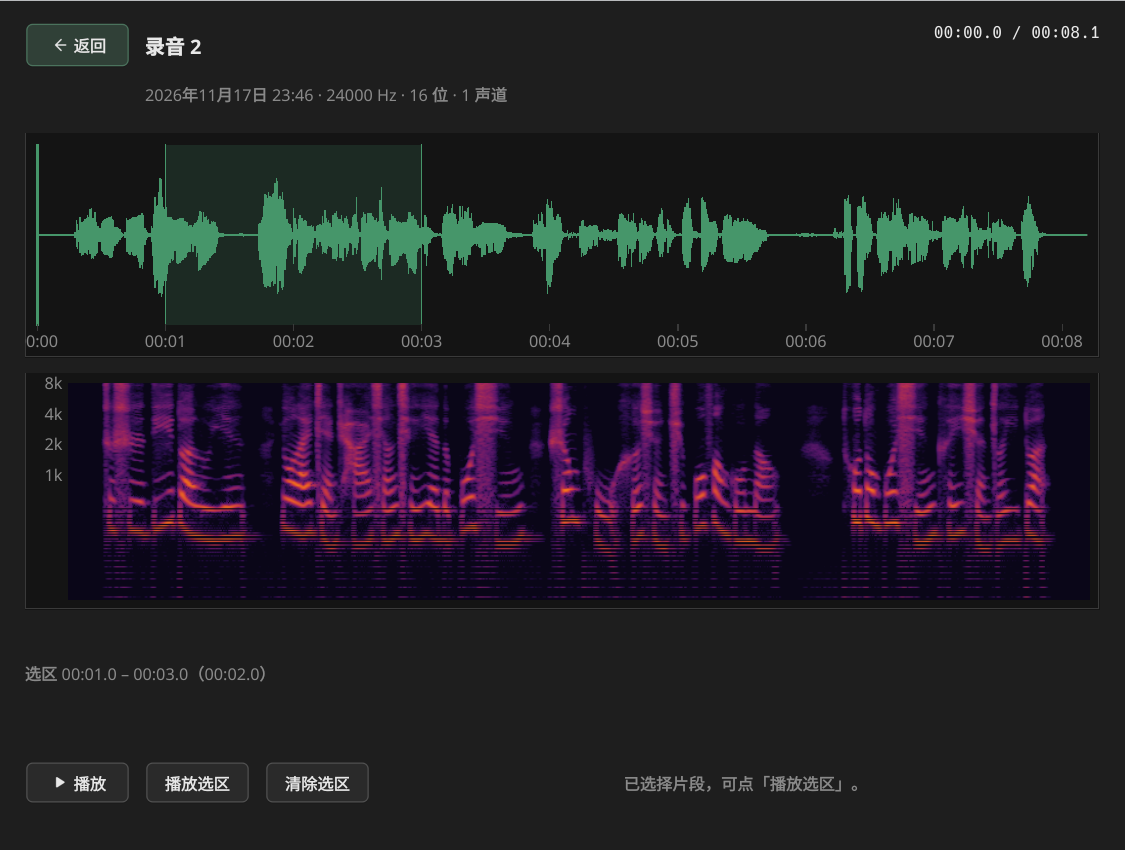 ← 返回
录音 2
00:00.0 / 00:08.1
2026年11月17日 23:46 · 24000 Hz · 16 位 · 1 声道
0:00 00:01 00:02 00:03 00:04 00:05 00:06 00:07 00:08
8k
4k
2k
1k
选区 00:01.0 – 00:03.0（00:02.0）
播放
播放选区
清除选区
已选择片段，可点「播放选区」。